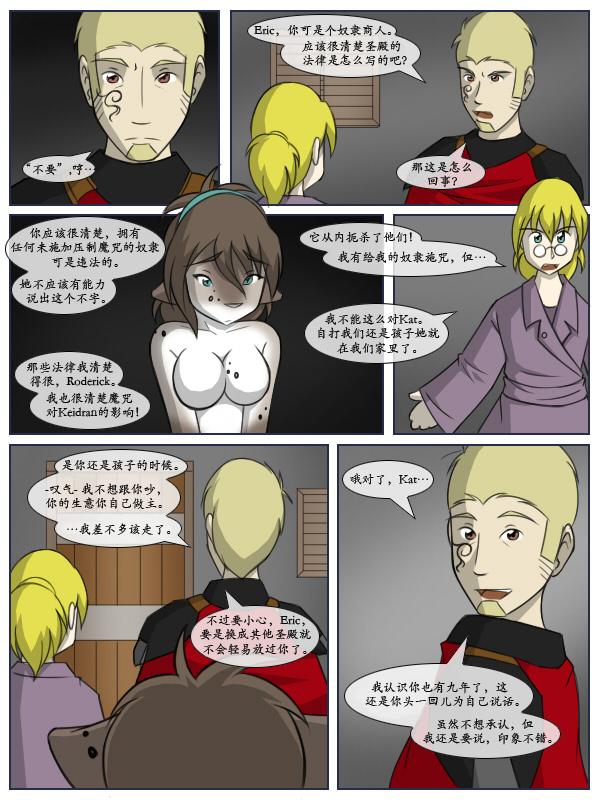 “不要”,哼…
Eric，你可是个奴隶商人。
应该很清楚圣殿的
法律是怎么写的吧？
那这是怎么
回事？
你应该很清楚，拥有
任何未施加压制魔咒的奴隶
可是违法的。
她不应该有能力
说出这个不字。
那些法律我清楚
得很，Roderick。
我也很清楚魔咒
对Keidran的影响！
它从内扼杀了他们！
我有给我的奴隶施咒，但…
我不能这么对Kat。
自打我们还是孩子她就
在我们家里了。
是你还是孩子的时候。
-叹气- 我不想跟你吵，
你的生意你自己做主。
…我差不多该走了。
不过要小心，Eric，
要是换成其他圣殿就
不会轻易放过你了。
哦对了，Kat…
我认识你也有九年了，这
还是你头一回儿为自己说话。
虽然不想承认，但
我还是要说，印象不错。